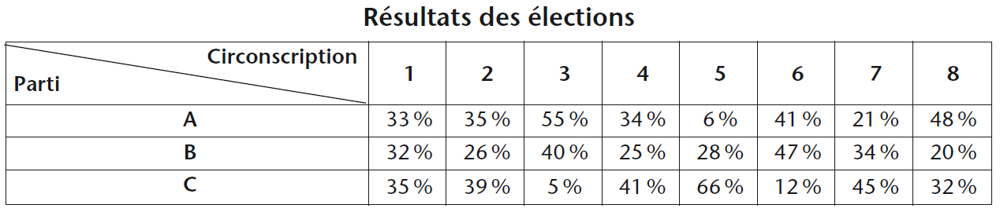 Résultats des élections
Circonscription
Parti
1 2 3 4 5 6 7 8
A 33 % 35 % 55 % 34 % 6 % 41 % 21 % 48 %
B 32 % 26 % 40 % 25 % 28 % 47 % 34 % 20 %
C 35 % 39 % 5 % 41 % 66 % 12 % 45 % 32 %